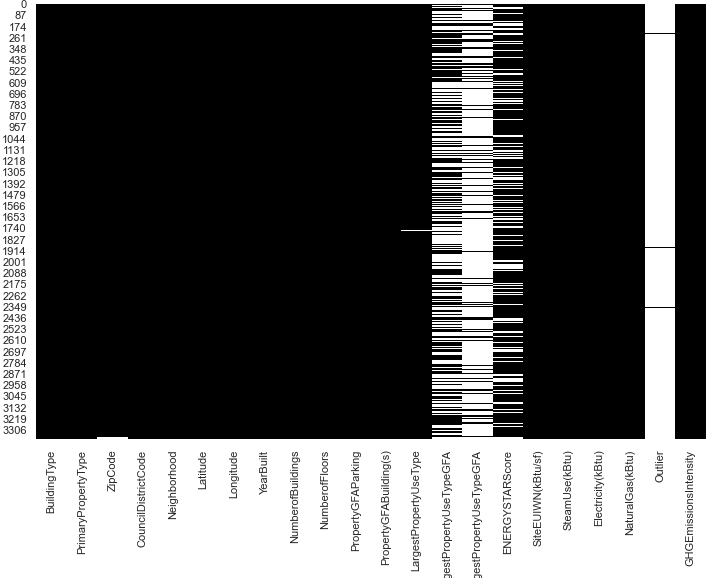 0
87
174
261
348
435
522
609
696
783
870
957
1044
1131
1218
1305
1392
1479
1566
1653
1740
1827
1914
2001
2088
2175
2262
2349
2436
2523
2610
2697
2784
2871
2958
3045
3132
3219
3306
BuildingType
PrimaryPropertyType
ZipCode
CouncilDistrictCode
Neighborhood
Latitude
Longitude
YearBuilt
NumberofBuildings
NumberofFloors
PropertyGFAParking
PropertyGFABuilding(s)
LargestPropertyUseType
gestPropertyUseTypeGFA
gestPropertyUseTypeGFA
ENERGYSTARScore
SiteEUIWN(kBtu/sf)
SteamUse(kBtu)
Electricity(kBtu)
NaturalGas(kBtu)
Outlier
GHGEmissionsIntensity